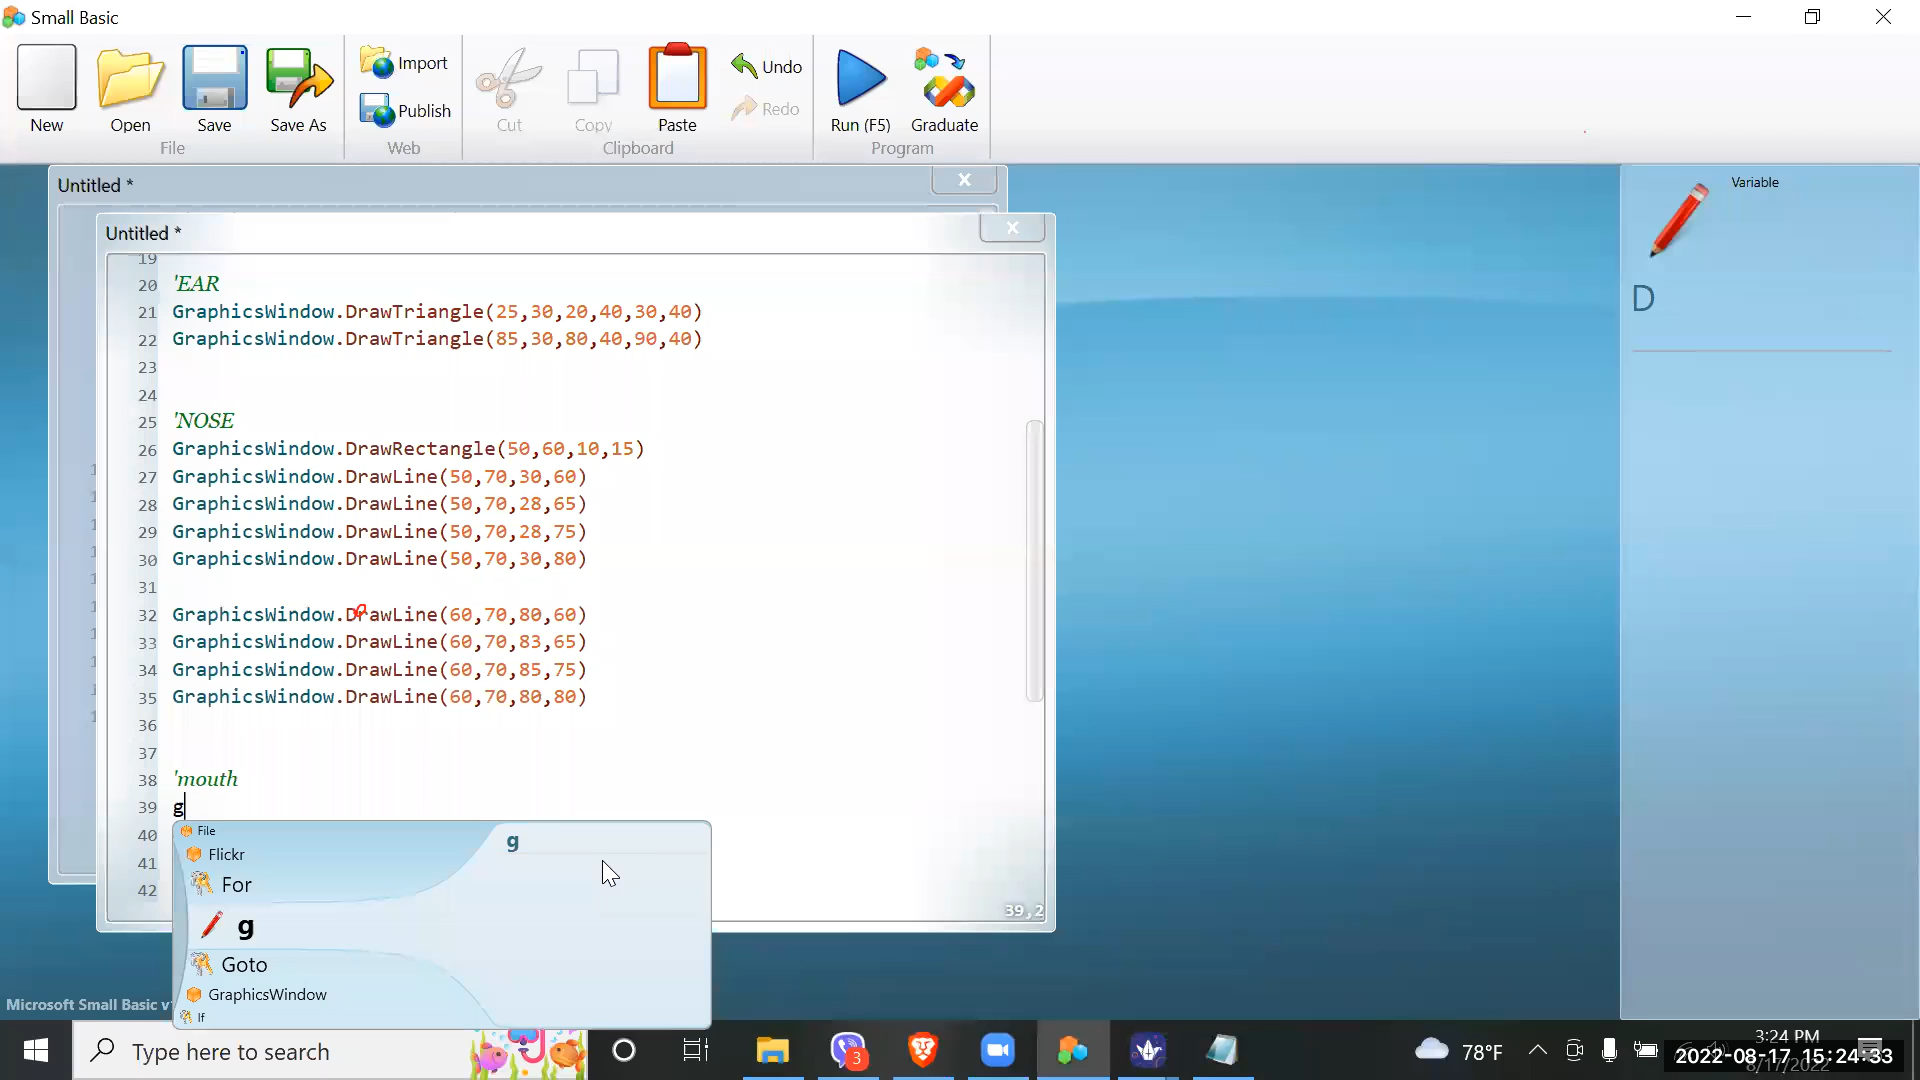 Small Basic
New
Open
Save
Save As
File
Import
Publish
Web
Cut
Copy
Paste
Undo
Redo
Clipboard
Run (F5)
Graduate
Program
Untitled *
Untitled *
Variable
D
19
20 'EAR
21 GraphicsWindow.DrawTriangle(25,30,20,40,30,40)
22 GraphicsWindow.DrawTriangle(85,30,80,40,90,40)
23
24
25 'NOSE
26 GraphicsWindow.DrawRectangle(50,60,10,15)
27 GraphicsWindow.DrawLine(50,70,30,60)
28 GraphicsWindow.DrawLine(50,70,28,65)
29 GraphicsWindow.DrawLine(50,70,28,75)
30 GraphicsWindow.DrawLine(50,70,30,80)
31
32 GraphicsWindow.DrawLine(60,70,80,60)
33 GraphicsWindow.DrawLine(60,70,83,65)
34 GraphicsWindow.DrawLine(60,70,85,75)
35 GraphicsWindow.DrawLine(60,70,80,80)
36
37
38 'mouth
39 g
40
41
42
39,2
File
Flickr
For
g
Goto
GraphicsWindow
If
g
Microsoft Small Basic
Type here to search
3
78°F
3:24 PM
8/17/2022
2022-08-17 15:24:33